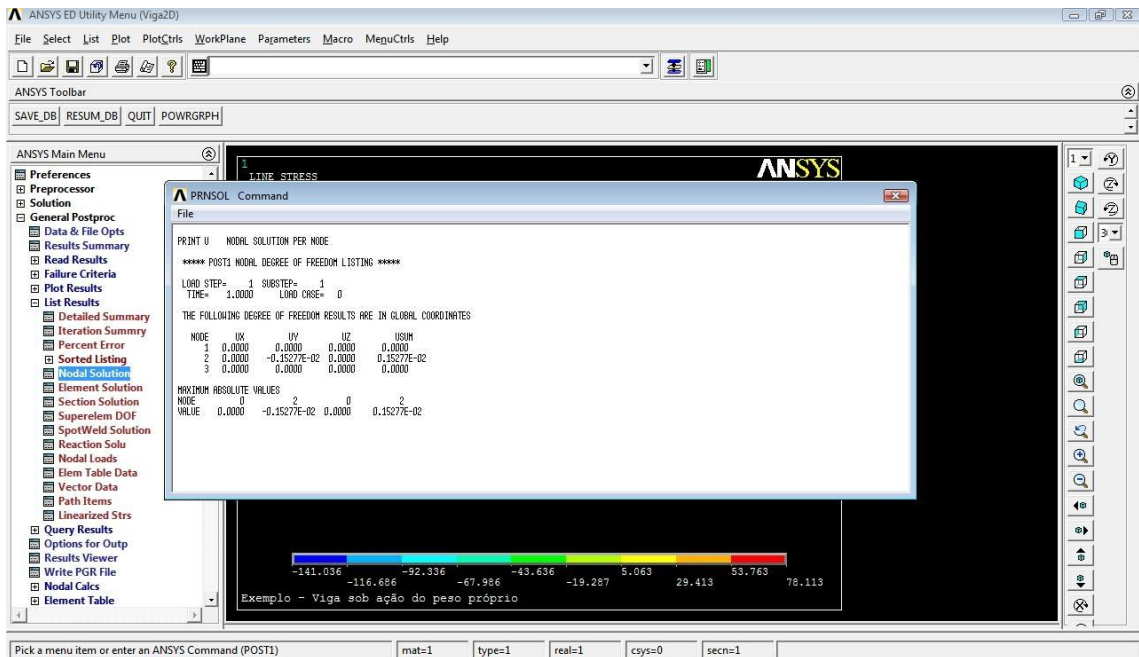 ANSYS ED Utility Menu (Viga2D)
File Select List Plot PlotCtrls WorkPlane Parameters Macro MenuCtrls Help
ANSYS Toolbar
SAVE_DB RESUM_DB QUIT POWRGRPH
ANSYS Main Menu
Preferences
Preprocessor
Solution
General Postproc
Data & File Opts
Results Summary
Read Results
Failure Criteria
Plot Results
List Results
Detailed Summary
Iteration Summry
Percent Error
Sorted Listing
Nodal Solution
Element Solution
Section Solution
Superelem DOF
SpotWeld Solution
Reaction Solu
Nodal Loads
Elem Table Data
Vector Data
Path Items
Linearized Strs
Query Results
Options for Outp
Results Viewer
Write PGR File
Nodal Calcs
Element Table
1
LINE STRESS
ANSYS
PRNSOL Command
File
PRINT U NODAL SOLUTION PER NODE
***** POST1 NODAL DEGREE OF FREEDOM LISTING *****
LOAD STEP= 1 SUBSTEP= 1
TIME= 1.0000 LOAD CASE= 0
THE FOLLOWING DEGREE OF FREEDOM RESULTS ARE IN GLOBAL COORDINATES
NODE UX UY UZ USUM
1 0.0000 0.0000 0.0000 0.0000
2 0.0000 -0.15277E-02 0.0000 0.15277E-02
3 0.0000 0.0000 0.0000 0.0000
MAXIMUM ABSOLUTE VALUES
NODE 0 2 0 2
VALUE 0.0000 -0.15277E-02 0.0000 0.15277E-02
-141.036 -92.336 -43.636 5.063 53.763
-116.686 -67.986 -19.287 29.413 78.113
Exemplo - Viga sob ação do peso próprio
1
Pick a menu item or enter an ANSYS Command (POST1) mat=1 type=1 real=1 csys=0 secn=1